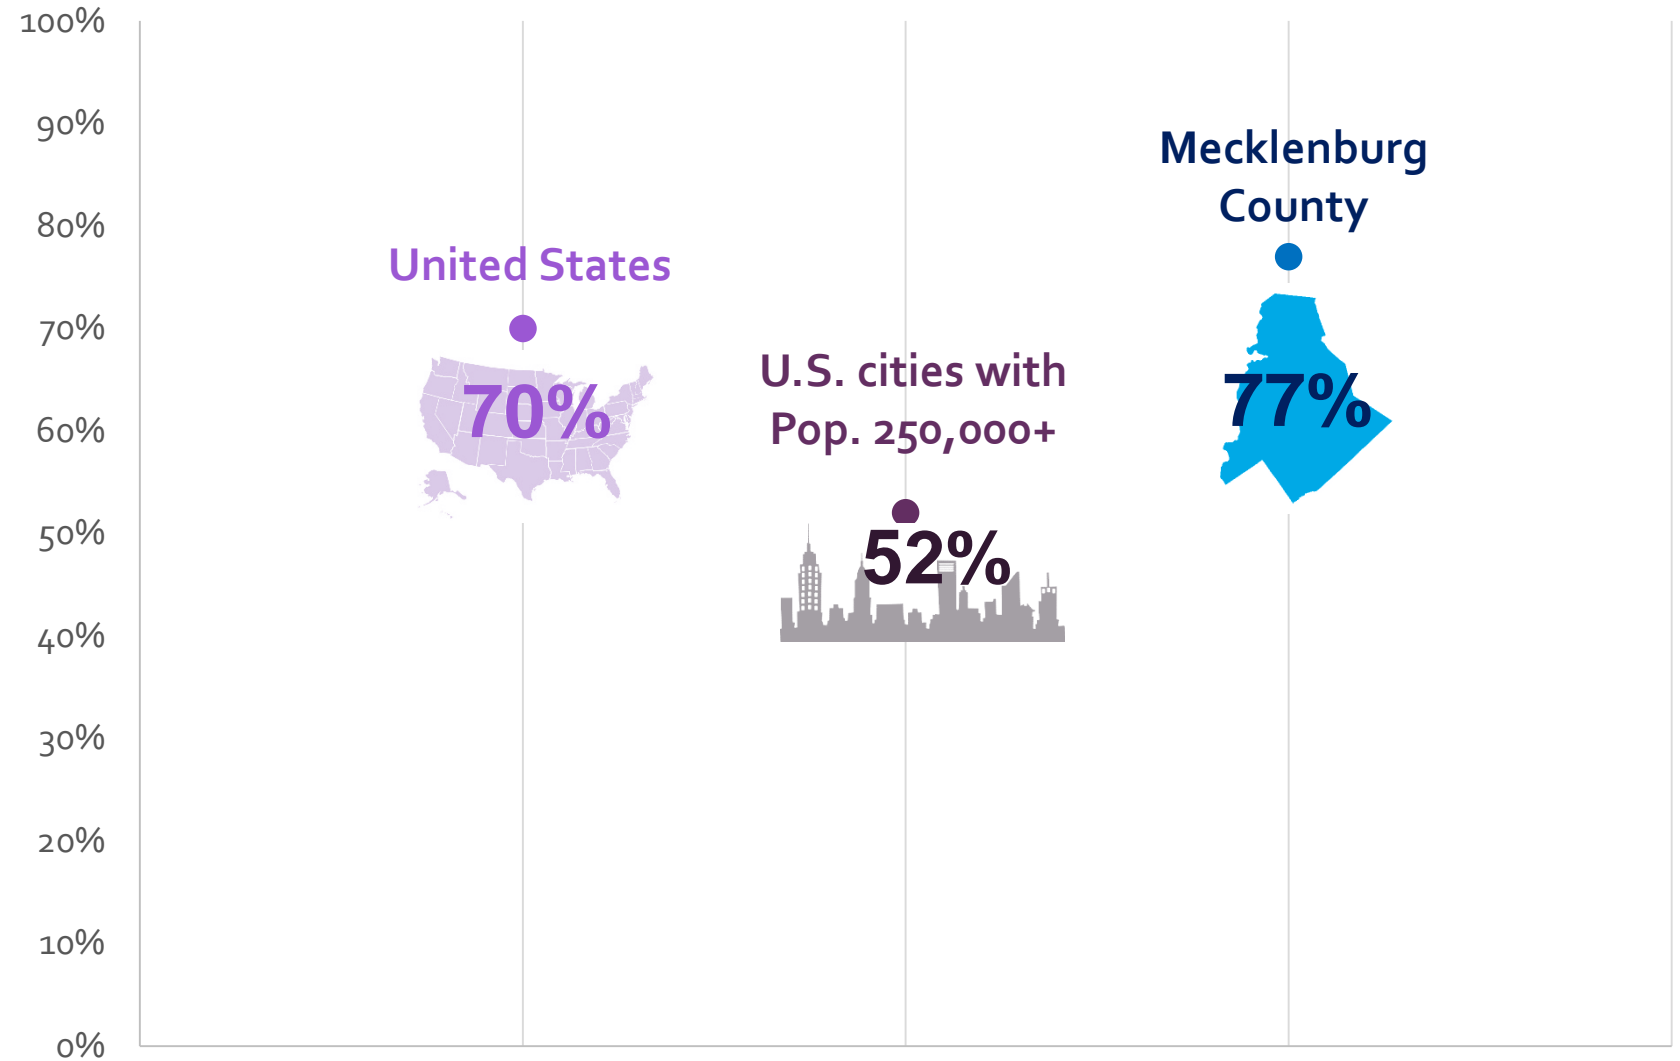 100%
90%
80%
70%
60%
50%
40%
30%
20%
10%
0%
United States
70%
U.S. cities with
Pop. 250,000+
52%
Mecklenburg
County
77%